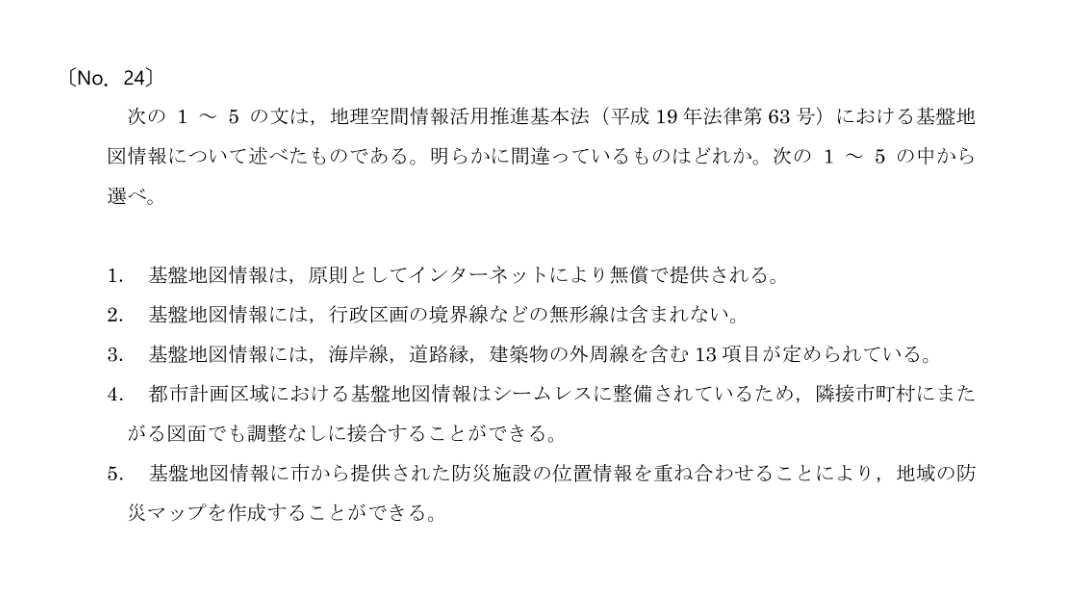 〔No. 24〕
次の 1 ～ 5 の文は，地理空間情報活用推進基本法（平成 19 年法律第 63 号）における基盤地
図情報について述べたものである。明らかに間違っているものはどれか。次の 1 ～ 5 の中から
選べ。
1. 基盤地図情報は，原則としてインターネットにより無償で提供される。
2. 基盤地図情報には，行政区画の境界線などの無形線は含まれない。
3. 基盤地図情報には，海岸線，道路縁，建築物の外周線を含む 13 項目が定められている。
4. 都市計画区域における基盤地図情報はシームレスに整備されているため，隣接市町村にまた
がる図面でも調整なしに接合することができる。
5. 基盤地図情報に市から提供された防災施設の位置情報を重ね合わせることにより，地域の防
災マップを作成することができる。